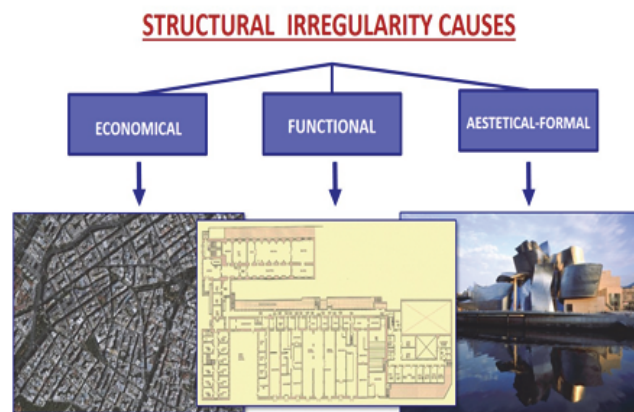 STRUCTURAL IRREGULARITY CAUSES
ECONOMICAL
FUNCTIONAL
AESTETICAL-FORMAL